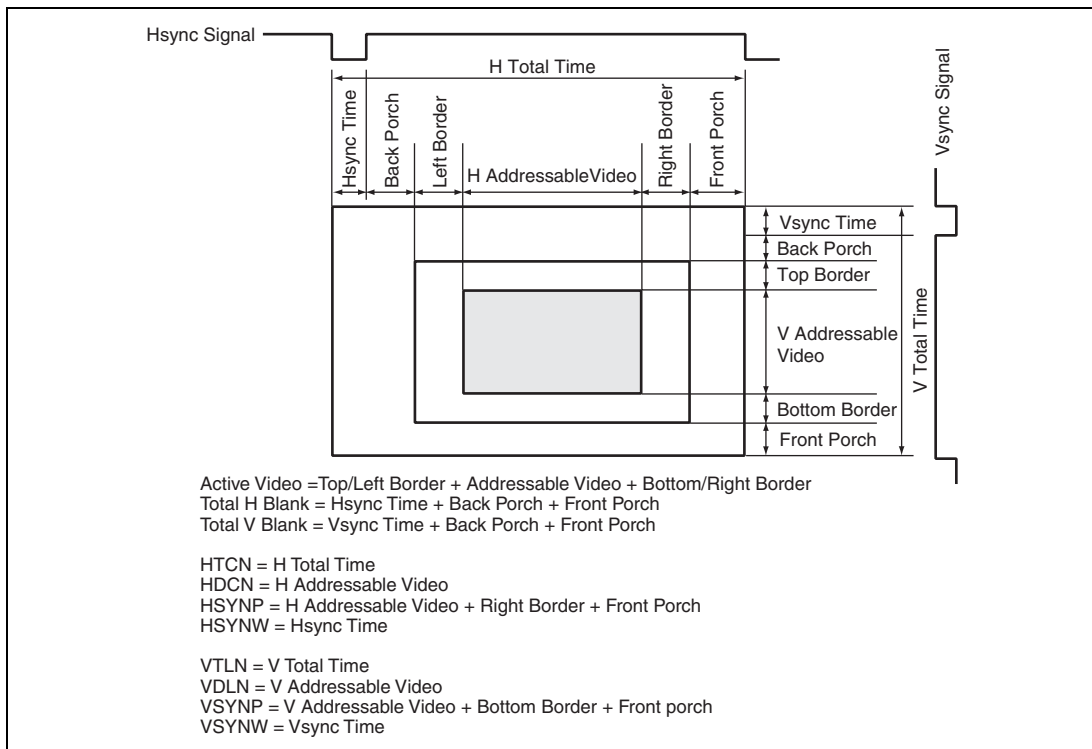 Hsync Signal
H Total Time
Hsync Time
Back Porch
Left Border
H AddressableVideo
Right Border
Front Porch
Vsync Signal
Vsync Time
Back Porch
Top Border
V Addressable
Video
Bottom Border
Front Porch
V Total Time
Active Video =Top/Left Border + Addressable Video + Bottom/Right Border
Total H Blank = Hsync Time + Back Porch + Front Porch
Total V Blank = Vsync Time + Back Porch + Front Porch
HTCN = H Total Time
HDCN = H Addressable Video
HSYNP = H Addressable Video + Right Border + Front Porch
HSYNW = Hsync Time
VTLN = V Total Time
VDLN = V Addressable Video
VSYNP = V Addressable Video + Bottom Border + Front porch
VSYNW = Vsync Time